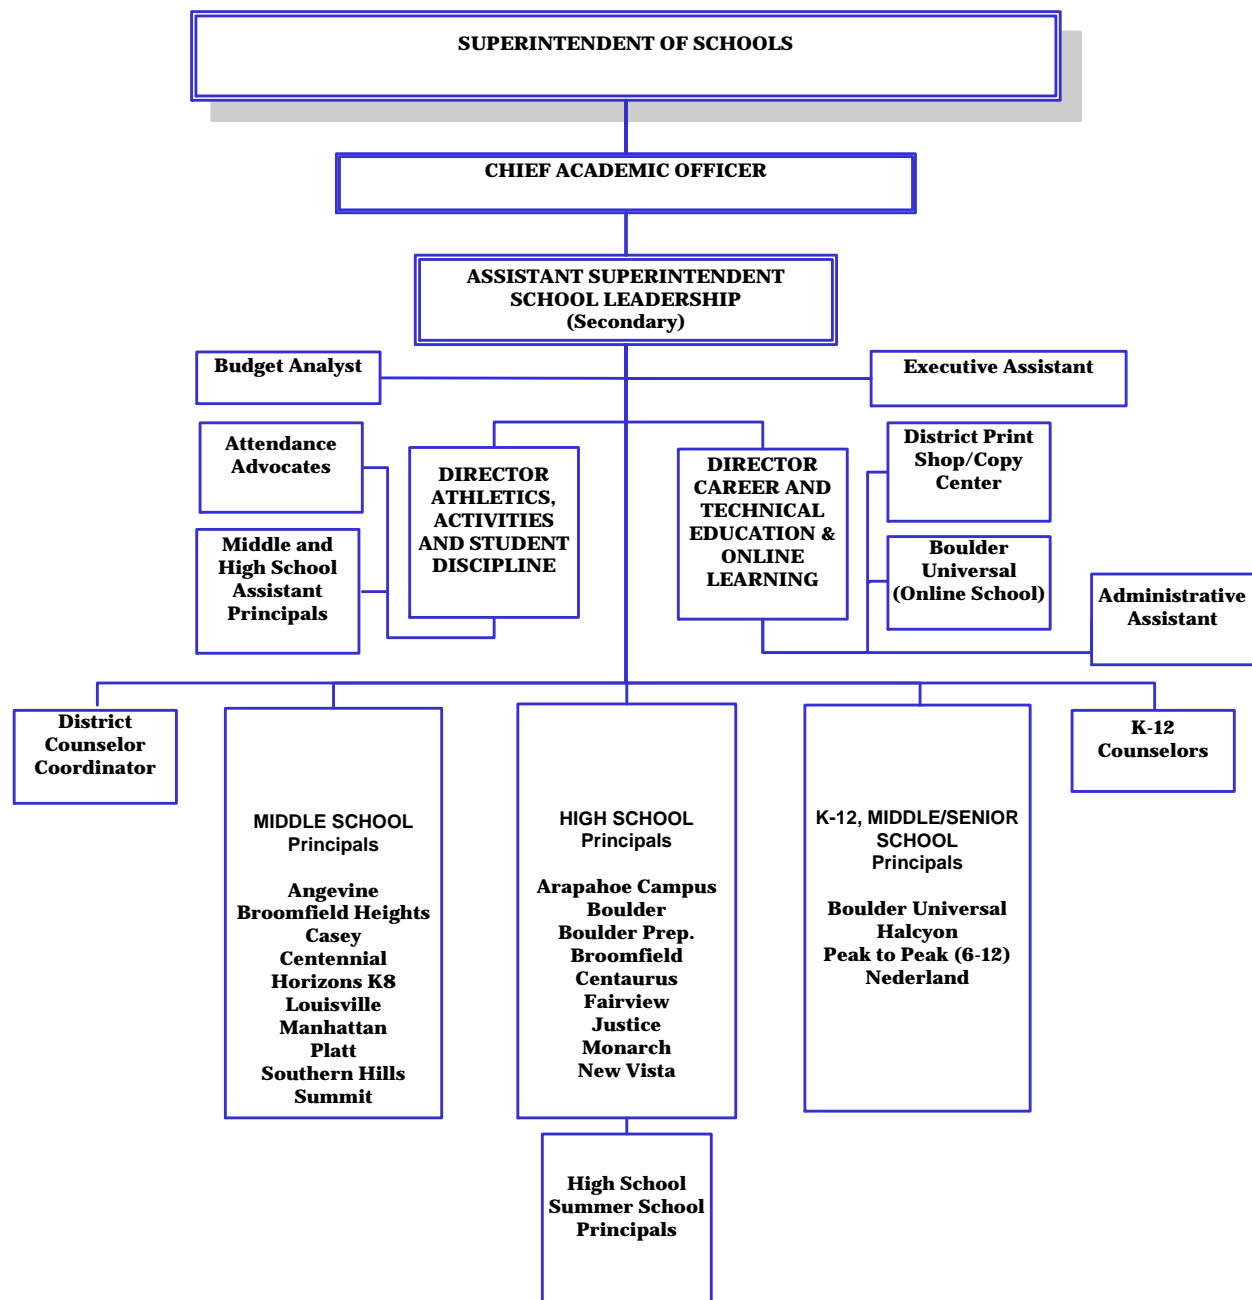 SUPERINTENDENT OF SCHOOLS
CHIEF ACADEMIC OFFICER
ASSISTANT SUPERINTENDENT
SCHOOL LEADERSHIP
(Secondary)
Budget Analyst
Executive Assistant
Attendance
Advocates
Middle and
High School
Assistant
Principals
DIRECTOR
ATHLETICS,
ACTIVITIES
AND STUDENT
DISCIPLINE
DIRECTOR
CAREER AND
TECHNICAL
EDUCATION &
ONLINE
LEARNING
District Print
Shop/Copy
Center
Boulder
Universal
(Online School)
Administrative
Assistant
District
Counselor
Coordinator
MIDDLE SCHOOL
Principals
Angevine
Broomfield Heights
Casey
Centennial
Horizons K8
Louisville
Manhattan
Platt
Southern Hills
Summit
HIGH SCHOOL
Principals
Arapahoe Campus
Boulder
Boulder Prep.
Broomfield
Centaurus
Fairview
Justice
Monarch
New Vista
K-12, MIDDLE/SENIOR
SCHOOL
Principals
Boulder Universal
Halcyon
Peak to Peak (6-12)
Nederland
K-12
Counselors
High School
Summer School
Principals